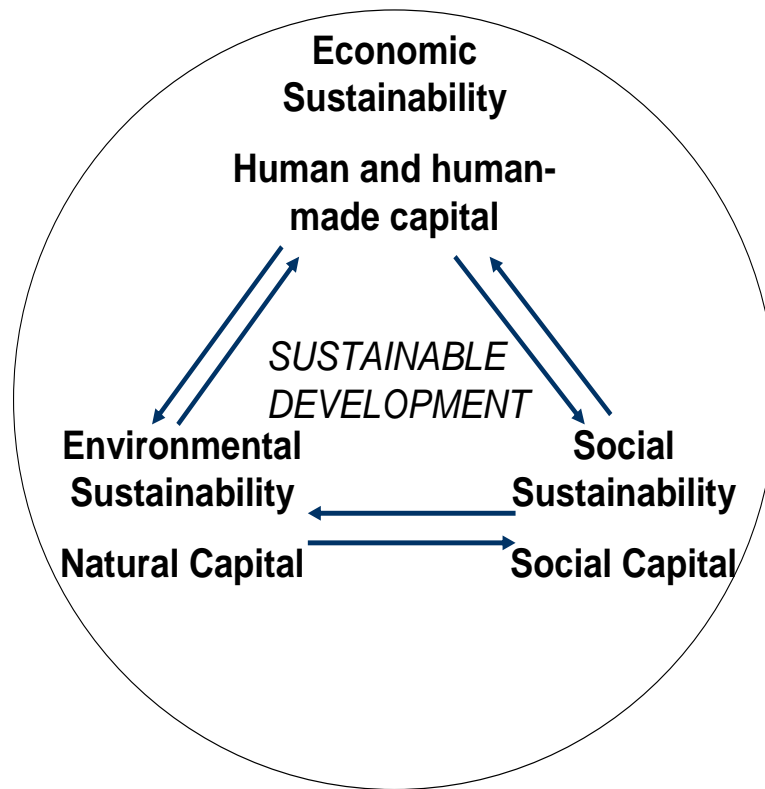 Economic
Sustainability
Human and human-
made capital
SUSTAINABLE
DEVELOPMENT
Environmental
Sustainability
Natural Capital
Social
Sustainability
Social Capital